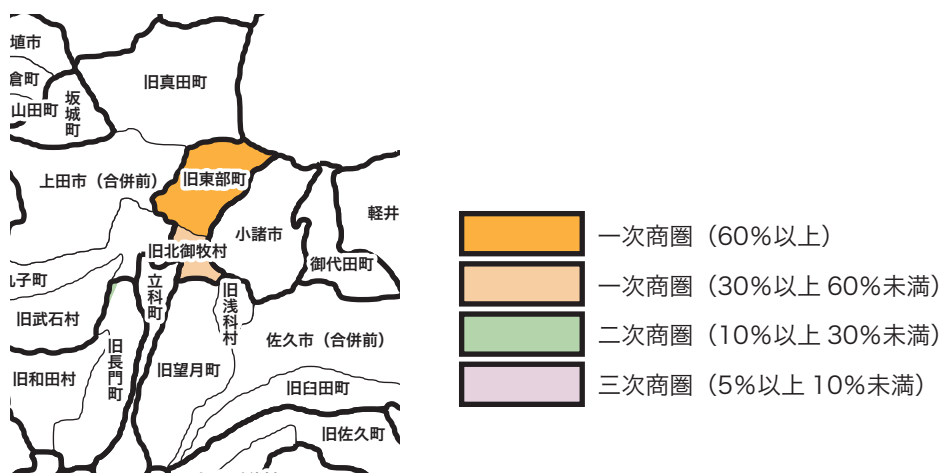 埴市
倉町
山田町
坂城町
旧真田町
上田市（合併前）
旧東部町
旧北御牧村
小諸市
軽井
御代田町
子町
立科町
旧浅科村
旧武石村
旧長門町
佐久市（合併前）
旧和田村
旧望月町
旧臼田町
旧佐久町
一次商圏（60%以上）
一次商圏（30%以上 60%未満）
二次商圏（10%以上 30%未満）
三次商圏（5%以上 10%未満）